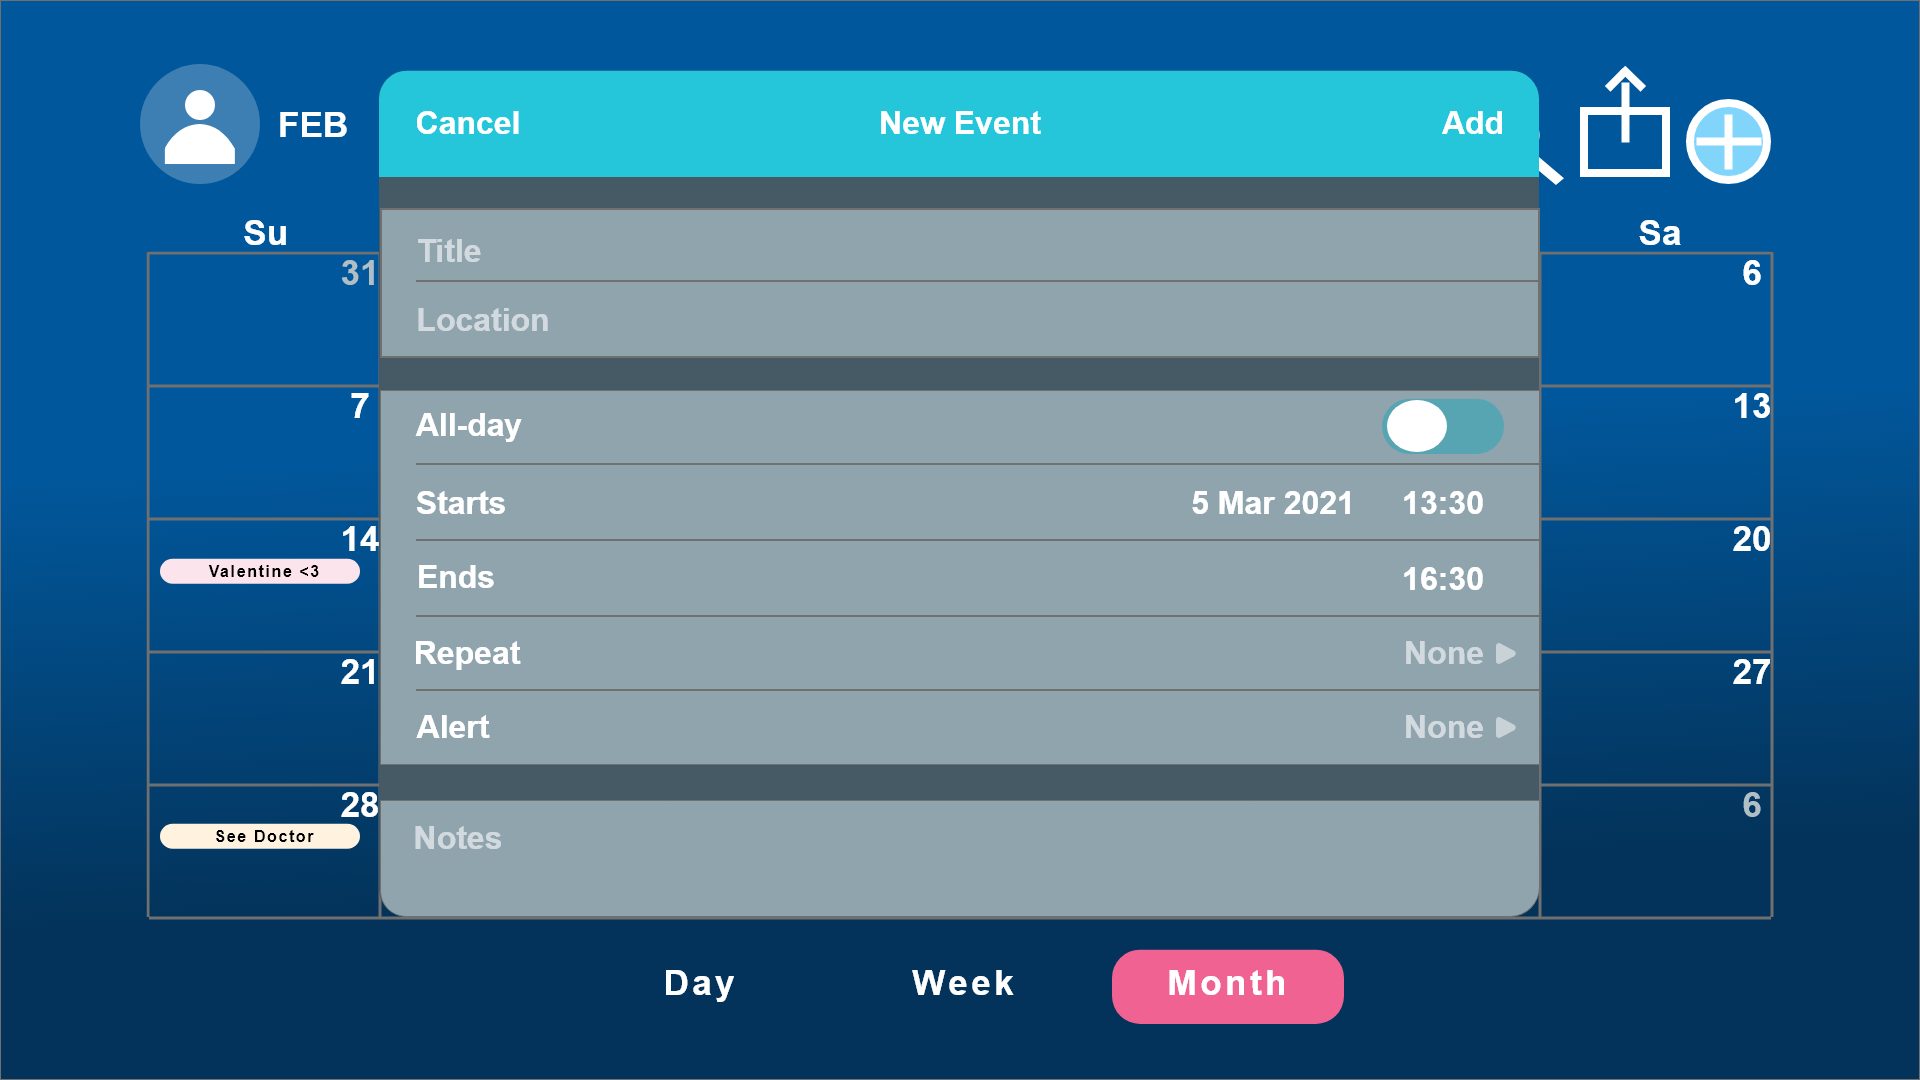 FEB
Cancel New Event Add
Su Sa
Title
31 6
Location
7 13
All-day
Starts 5 Mar 2021 13:30
14 20
Valentine <3
Ends 16:30
Repeat None
21 27
Alert None
28 6
See Doctor
Notes
Day Week Month